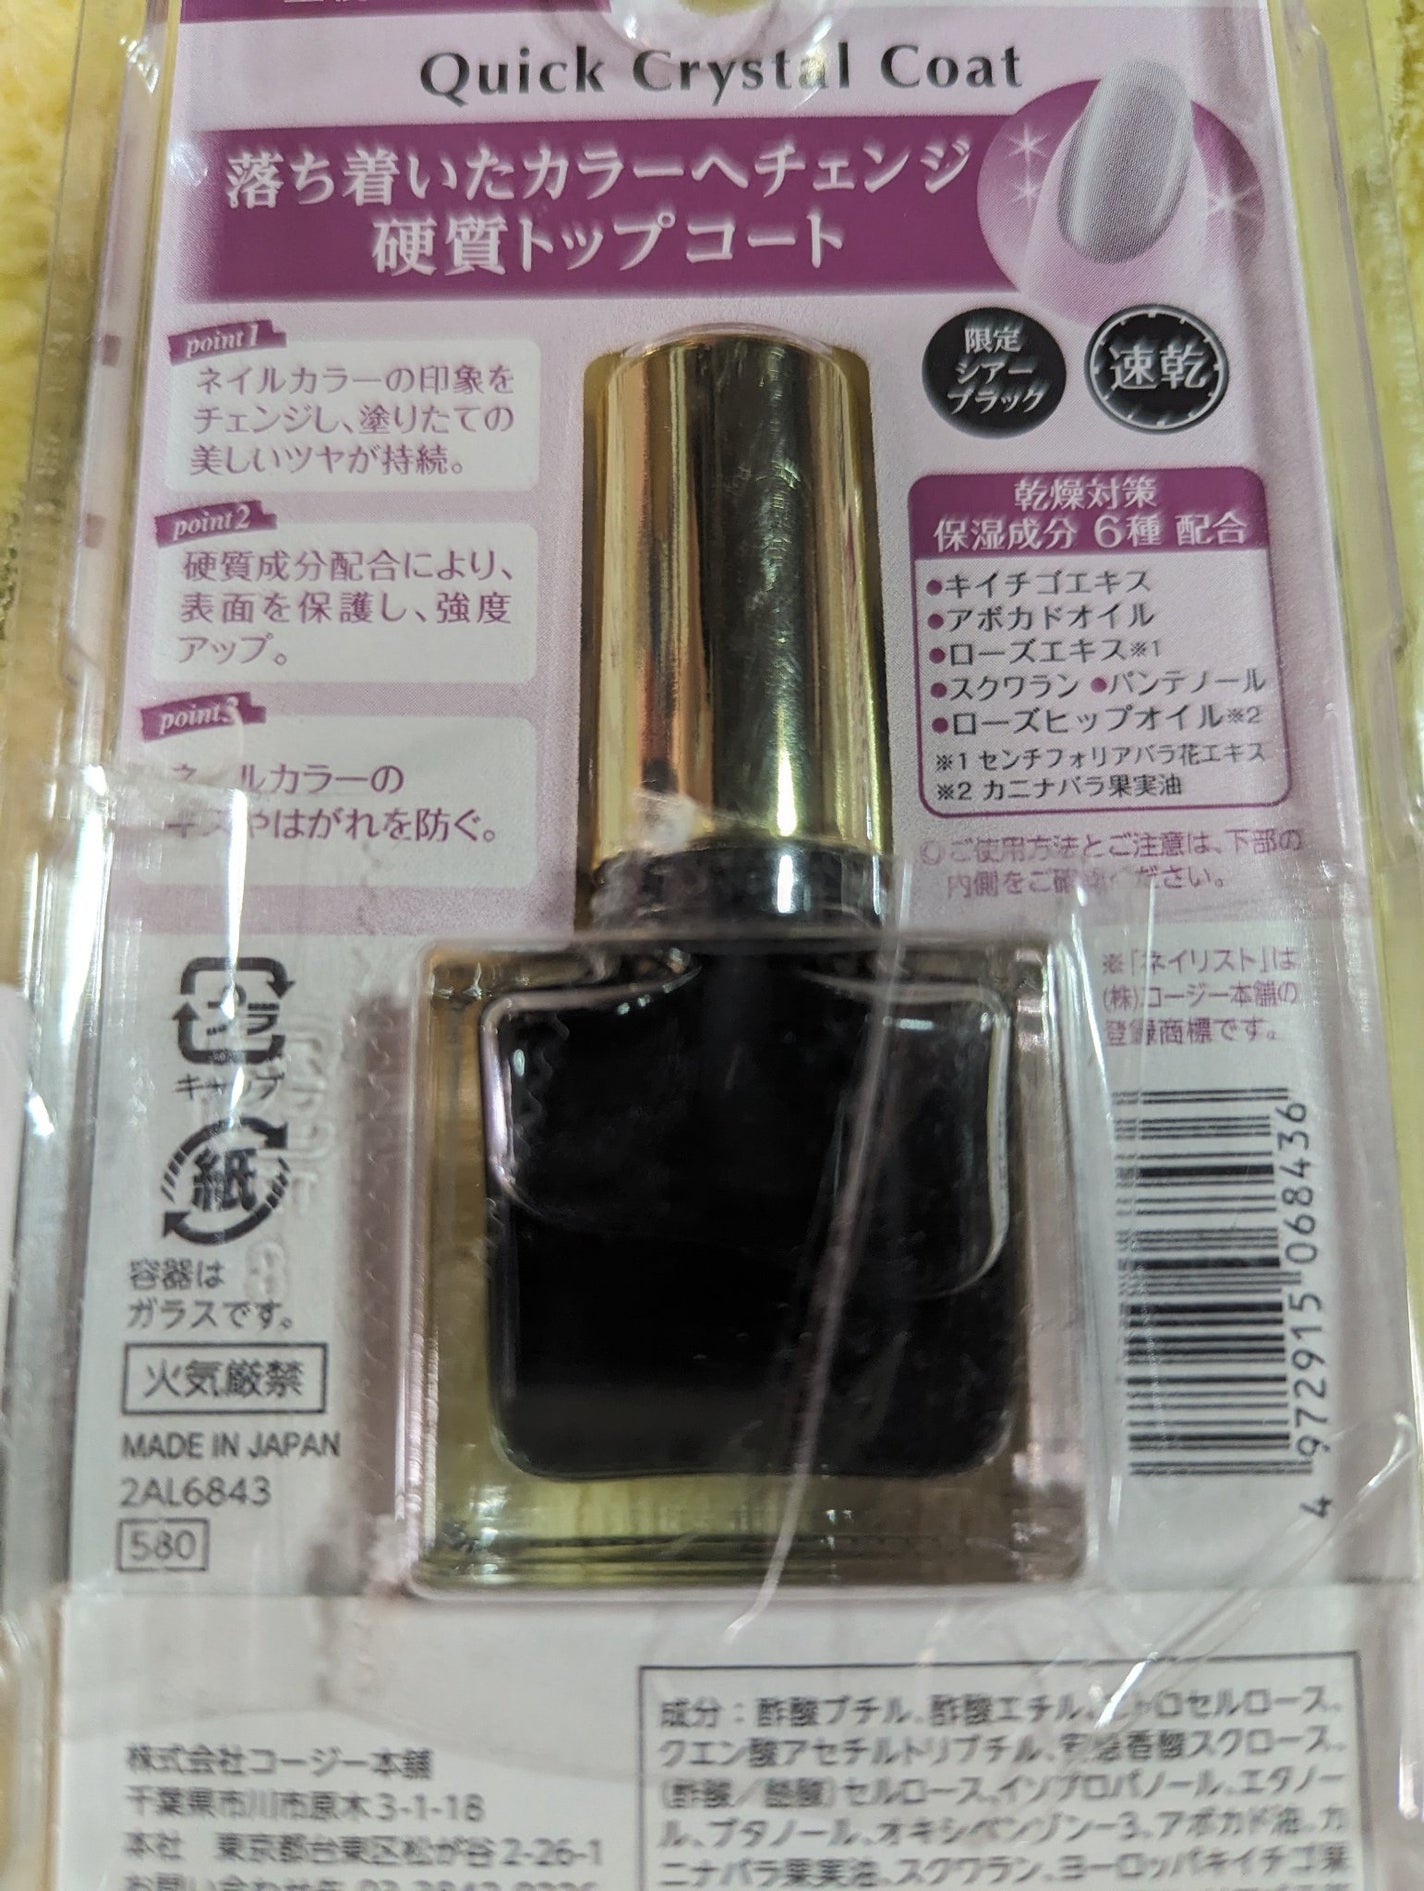 Quick Crystal Coat
落ち着いたカラーへチェンジ
硬質トップコート
限定
シアー
ブラック
速乾
point1
ネイルカラーの印象を
チェンジし、塗りたての
美しいツヤが持続。
point2
硬質成分配合により、
表面を保護し、強度
アップ。
point3
ネイルカラーの
キズやはがれを防ぐ。
乾燥対策
保湿成分 6種 配合
●キイチゴエキス
●アボカドオイル
●ローズエキス※1
●スクワラン ●パンテノール
●ローズヒップオイル※2
※1 センチフォリアバラ花エキス
※2 カニナバラ果実油
◎ご使用方法とご注意は、下部の
内側をご確認ください。
※「ネイリスト」は
(株)コージー本舗の
登録商標です。
プラ
キャップ
紙
容器は
ガラスです。
火気厳禁
MADE IN JAPAN
2AL6843
580
4972915068436
株式会社コージー本舗
千葉県市川市原木3-1-18
本社 東京都台東区松が谷2-26-1
成分：酢酸ブチル、酢酸エチル、ニトロセルロース、
クエン酸アセチルトリブチル、安息香酸スクロース、
(酢酸／酪酸)セルロース、イソプロパノール、エタノー
ル、ブタノール、オキシベンゾン-3、アボカド油、カ
ニナバラ果実油、スクワラン、ヨーロッパキイチゴ果